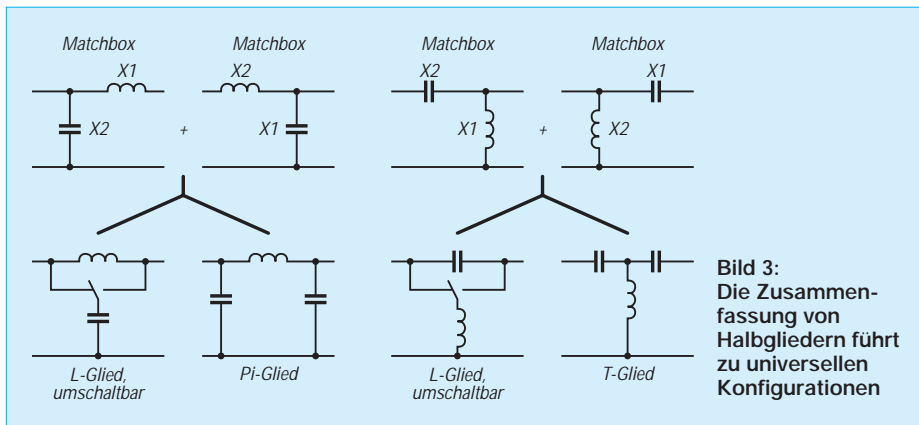 Matchbox
Matchbox
Matchbox
Matchbox
X1
X2
X2
X1
X2
+
X1
X1
+
X2
L-Glied,
umschaltbar
Pi-Glied
L-Glied,
umschaltbar
T-Glied
Bild 3:
Die Zusammen-
fassung von
Halbgliedern führt
zu universellen
Konfigurationen